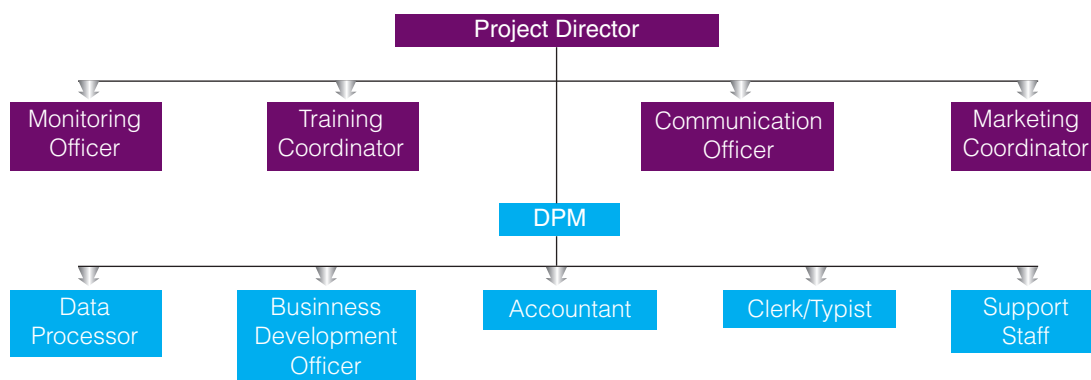 Project Director
Monitoring
Officer
Training
Coordinator
Communication
Officer
Marketing
Coordinator
DPM
Data
Processor
Businness
Development
Officer
Accountant
Clerk/Typist
Support
Staff